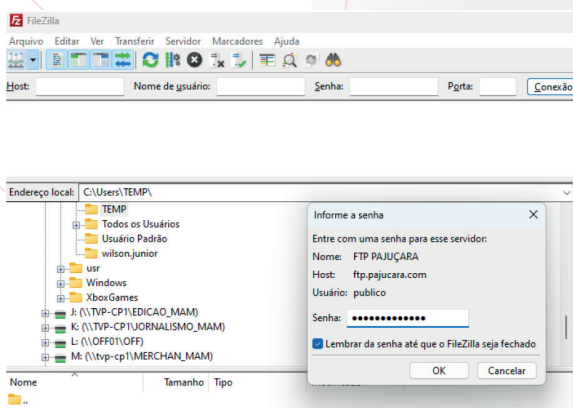 FileZilla
Arquivo Editar Ver Transferir Servidor Marcadores Ajuda
Host: Nome de usuário: Senha: Porta: Conexão
Endereço local: C:\Users\TEMP\
TEMP
Todos os Usuários
Usuário Padrão
wilson.junior
usr
Windows
XboxGames
J: (\\TVP-CP1\EDICAO_MAM)
K: (\\TVP-CP1\JORNALISMO_MAM)
L: (\\OFF01\OFF)
M: (\\tvp-cp1\MERCHAN_MAM)
Nome Tamanho Tipo
..
Informe a senha
Entre com uma senha para esse servidor:
Nome: FTP PAJUÇARA
Host: ftp.pajucara.com
Usuário: publico
Senha: •••••••••••••
Lembrar da senha até que o FileZilla seja fechado
OK Cancelar